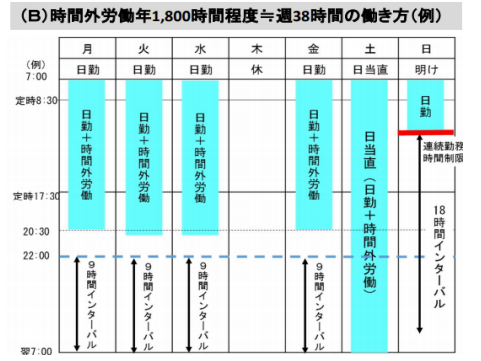 （B）時間外労働年1,800時間程度≒週38時間の働き方（例）
月 火 水 木 金 土 日
（例） 日勤 日勤 日勤 休 日勤 日当直 明け
7:00
定時8:30
日勤＋時間外労働
日勤＋時間外労働
日勤＋時間外労働
日勤＋時間外労働
日当直（日勤＋時間外労働）
日勤
連続勤務
時間制限
定時17:30
20:30
22:00
9時間インターバル
9時間インターバル
9時間インターバル
9時間インターバル
18時間インターバル
翌7:00